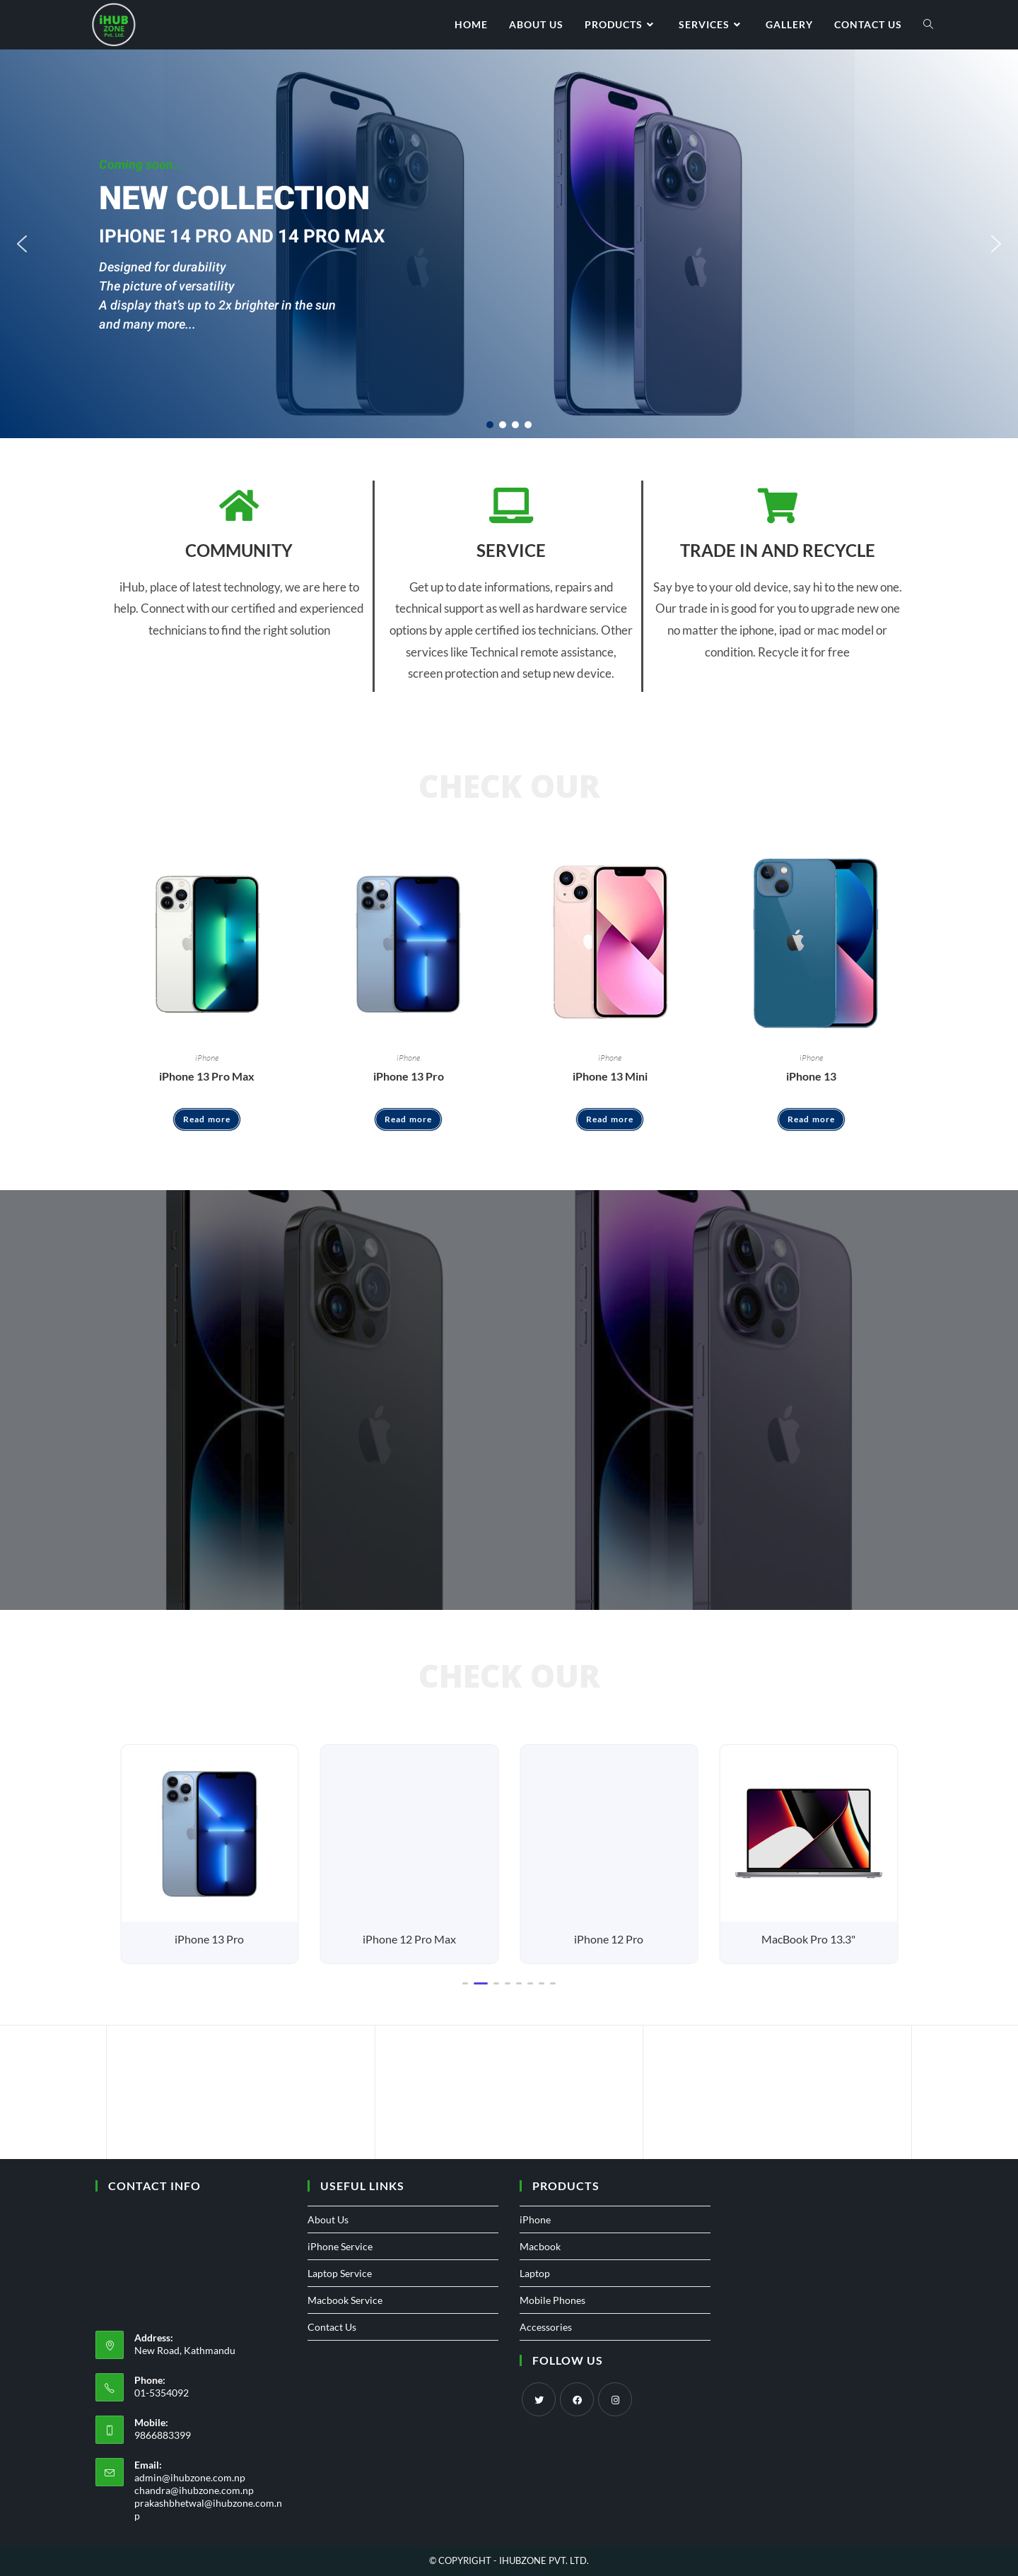 iHUB
ZONE
Pvt. Ltd.
HOME
ABOUT US
PRODUCTS
SERVICES
GALLERY
CONTACT US
Coming soon...
NEW COLLECTION
IPHONE 14 PRO AND 14 PRO MAX
Designed for durability
The picture of versatility
A display that's up to 2x brighter in the sun
and many more...
COMMUNITY
iHub, place of latest technology, we are here to
help. Connect with our certified and experienced
technicians to find the right solution
SERVICE
Get up to date informations, repairs and
technical support as well as hardware service
options by apple certified ios technicians. Other
services like Technical remote assistance,
screen protection and setup new device.
TRADE IN AND RECYCLE
Say bye to your old device, say hi to the new one.
Our trade in is good for you to upgrade new one
no matter the iphone, ipad or mac model or
condition. Recycle it for free
CHECK OUR
iPhone
iPhone 13 Pro Max
Read more
iPhone
iPhone 13 Pro
Read more
iPhone
iPhone 13 Mini
Read more
iPhone
iPhone 13
Read more
CHECK OUR
iPhone 13 Pro
iPhone 12 Pro Max
iPhone 12 Pro
MacBook Pro 13.3"
CONTACT INFO
Address:
New Road, Kathmandu
Phone:
01-5354092
Mobile:
9866883399
Email:
admin@ihubzone.com.np
chandra@ihubzone.com.np
prakashbhetwal@ihubzone.com.n
p
USEFUL LINKS
About Us
iPhone Service
Laptop Service
Macbook Service
Contact Us
PRODUCTS
iPhone
Macbook
Laptop
Mobile Phones
Accessories
FOLLOW US
© COPYRIGHT - IHUBZONE PVT. LTD.